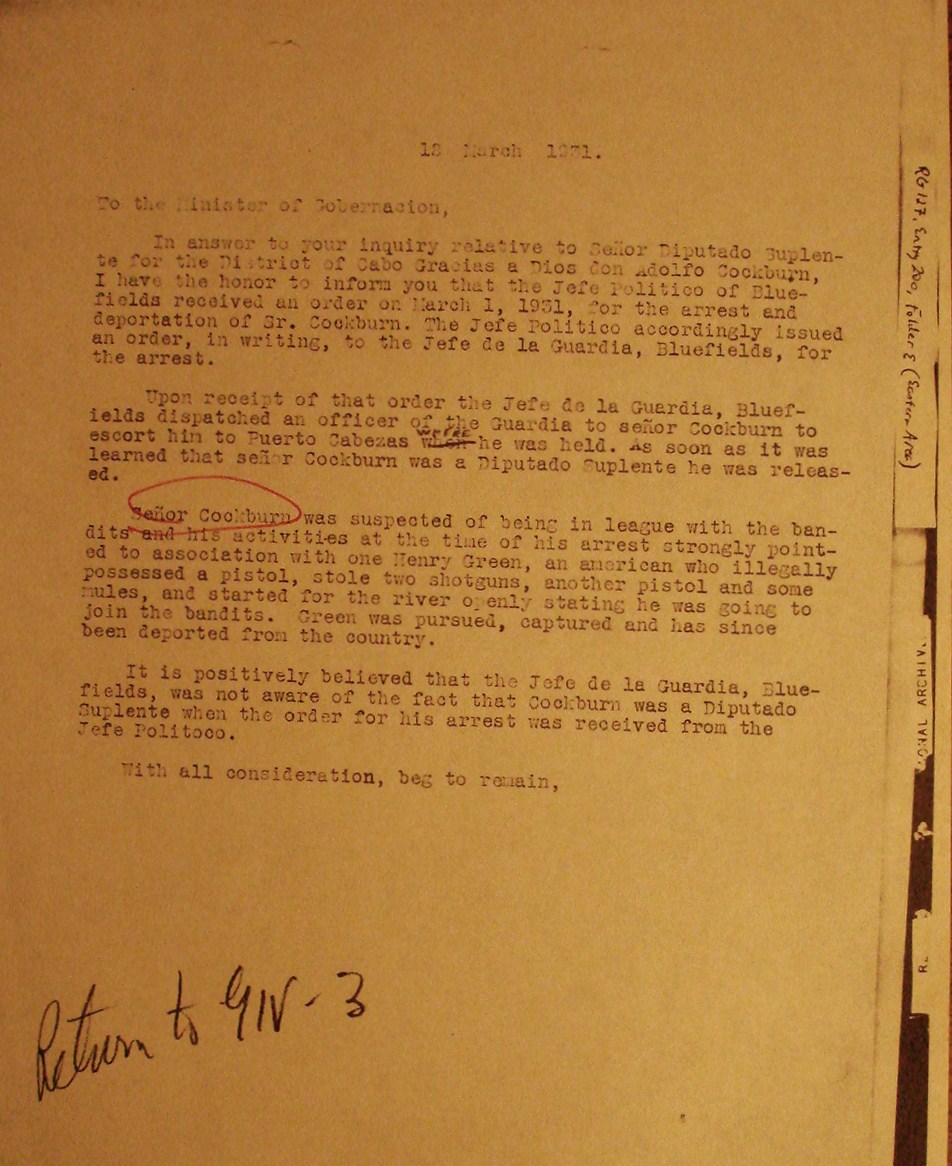 18 March 1931.
To the Minister of Gobernacion,
In answer to your inquiry relative to Señor Diputado Suplen-
te for the District of Cabo Gracias a Dios don Adolfo Cockburn,
I have the honor to inform you that the Jefe Politico of Blue-
fields received an order on March 1, 1931, for the arrest and
deportation of Sr. Cockburn. The Jefe Politico accordingly issued
an order, in writing, to the Jefe de la Guardia, Bluefields, for
the arrest.
Upon receipt of that order the Jefe de la Guardia, Bluef-
ields dispatched an officer of the Guardia to señor Cockburn to
escort him to Puerto Cabezas when where he was held. As soon as it was
learned that señor Cockburn was a Diputado Suplente he was releas-
ed.
Señor Cockburn was suspected of being in league with the ban-
dits and his activities at the time of his arrest strongly point-
ed to association with one Henry Green, an american who illegally
possessed a pistol, stole two shotguns, another pistol and some
mules, and started for the river openly stating he was going to
join the bandits. Green was pursued, captured and has since
been deported from the country.
It is positively believed that the Jefe de la Guardia, Blue-
fields, was not aware of the fact that Cockburn was a Diputado
Suplente when the order for his arrest was received from the
Jefe Politoco.
With all consideration, beg to remain,
Return to GN-3
RG 127, Entry 200, Folder 3 (Eastern Area)
ONAL ARCHIV
R.